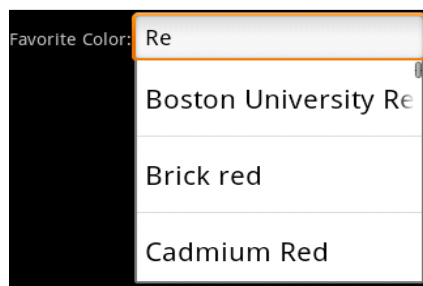 Favorite Color: Re
Boston University Re
Brick red
Cadmium Red